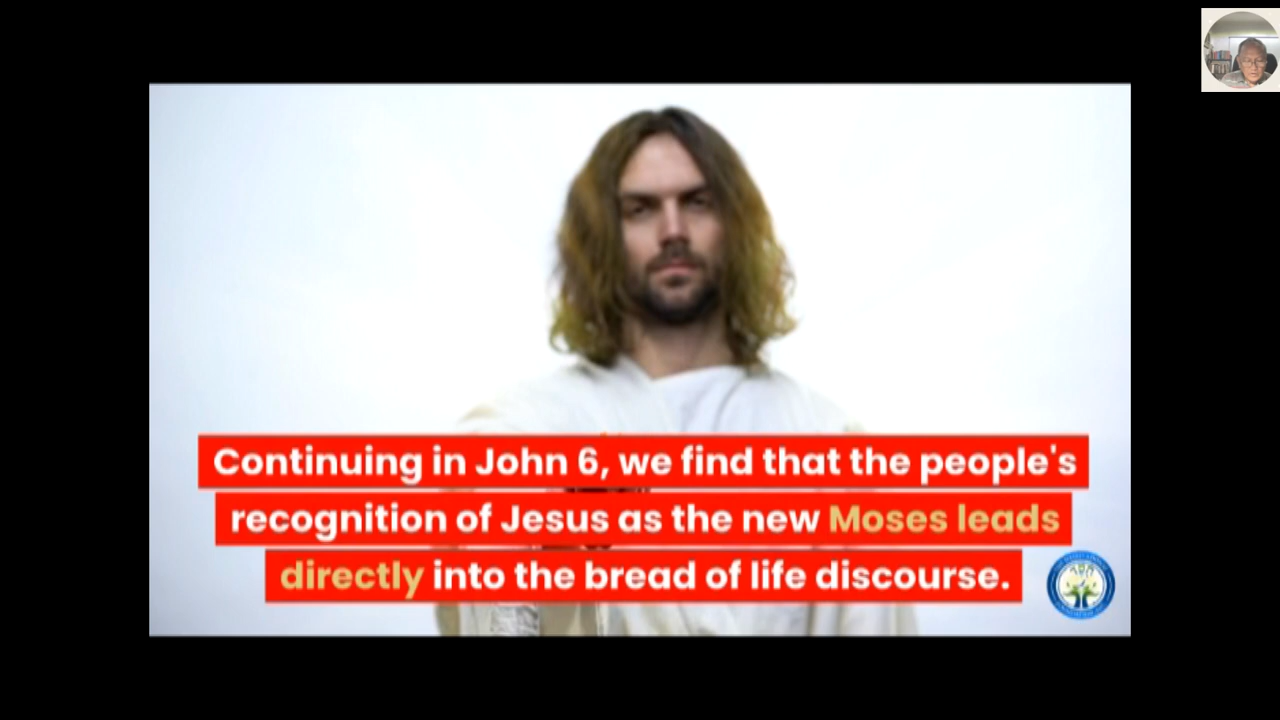 Continuing in John 6, we find that the people's
recognition of Jesus as the new Moses leads
directly into the bread of life discourse.